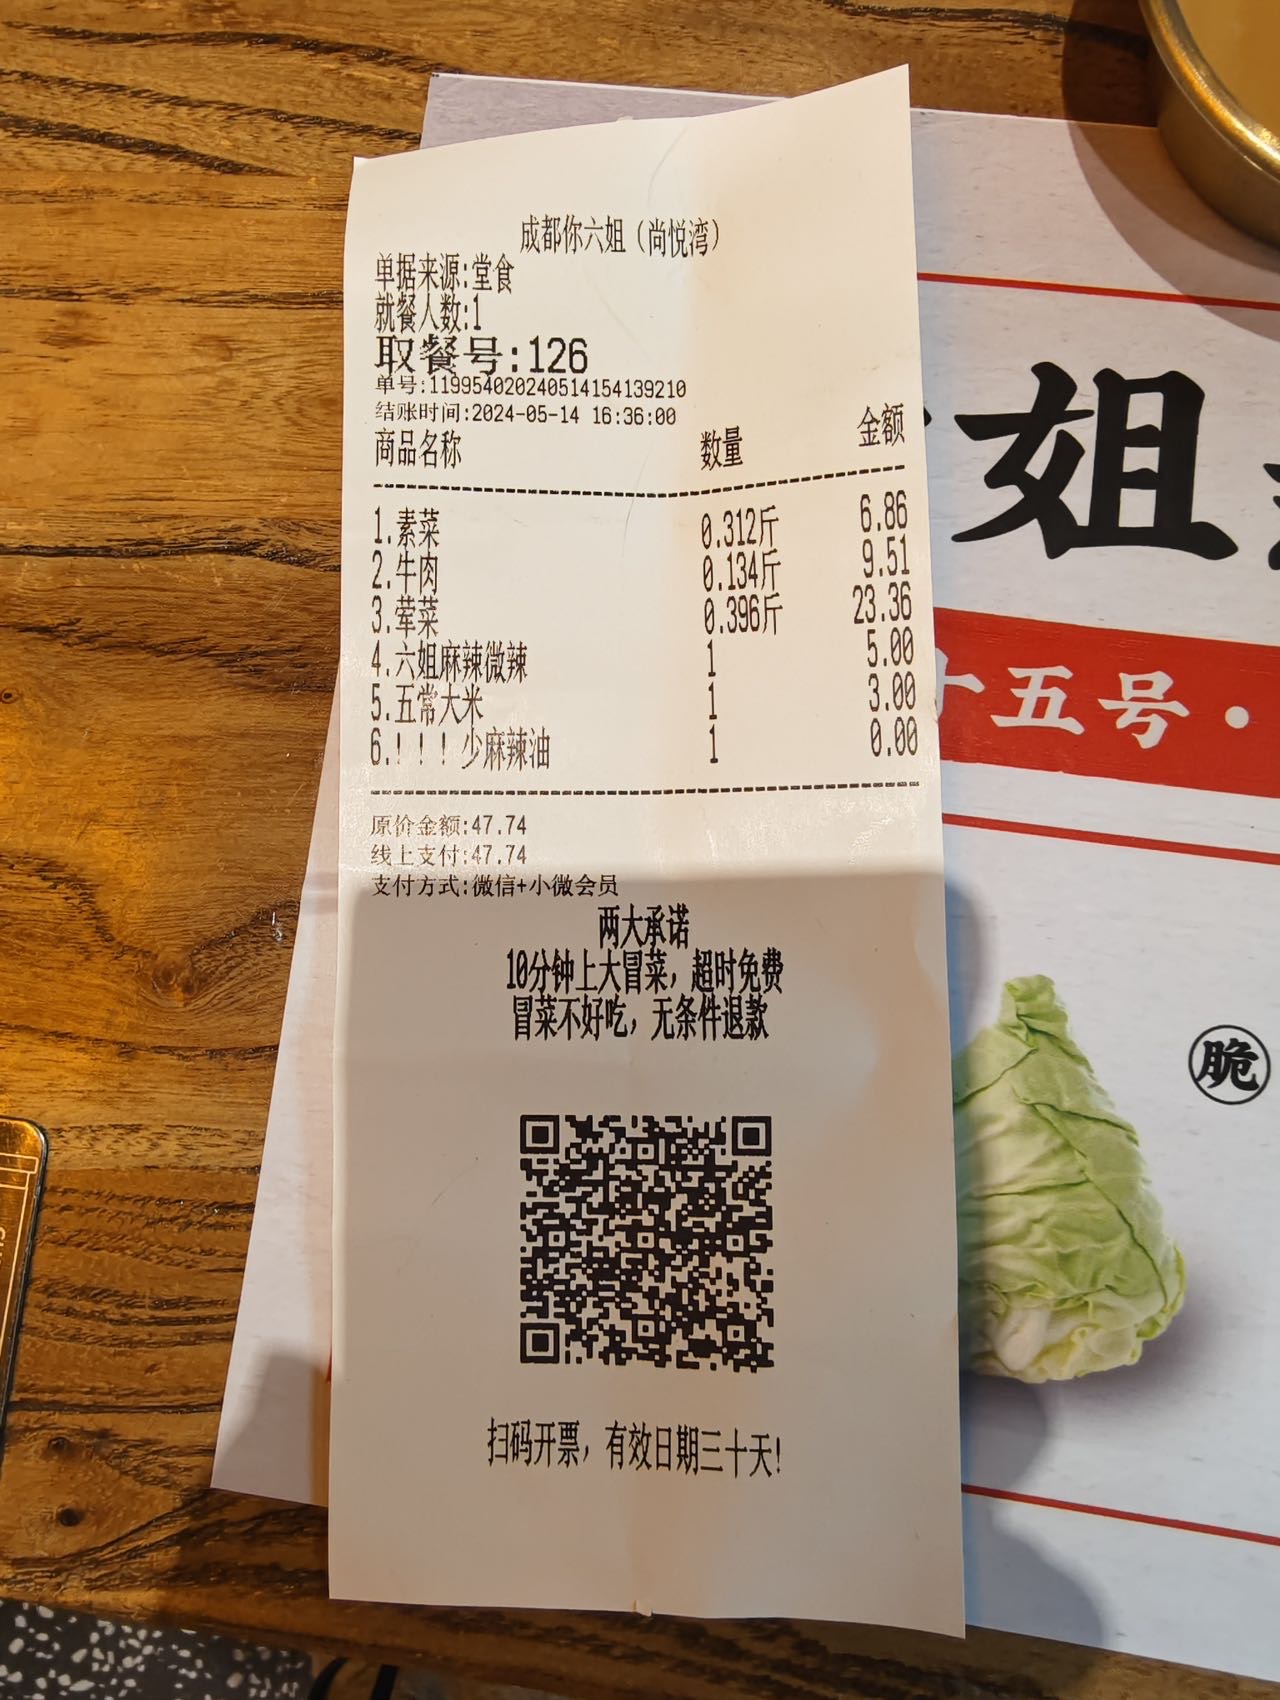 成都你六姐（尚悦湾）
单据来源:堂食
就餐人数:1
取餐号:126
单号:119954020240514154139210
结账时间:2024-05-14 16:36:00
商品名称 数量 金额
1.素菜 0.312斤 6.86
2.牛肉 0.134斤 9.51
3.荤菜 0.396斤 23.36
4.六姐麻辣微辣 1 5.00
5.五常大米 1 3.00
6.！！！少麻辣油 1 0.00
原价金额:47.74
线上支付:47.74
支付方式:微信+小微会员
两大承诺
10分钟上大冒菜，超时免费
冒菜不好吃，无条件退款
扫码开票，有效日期三十天!
姐
十五号·
脆